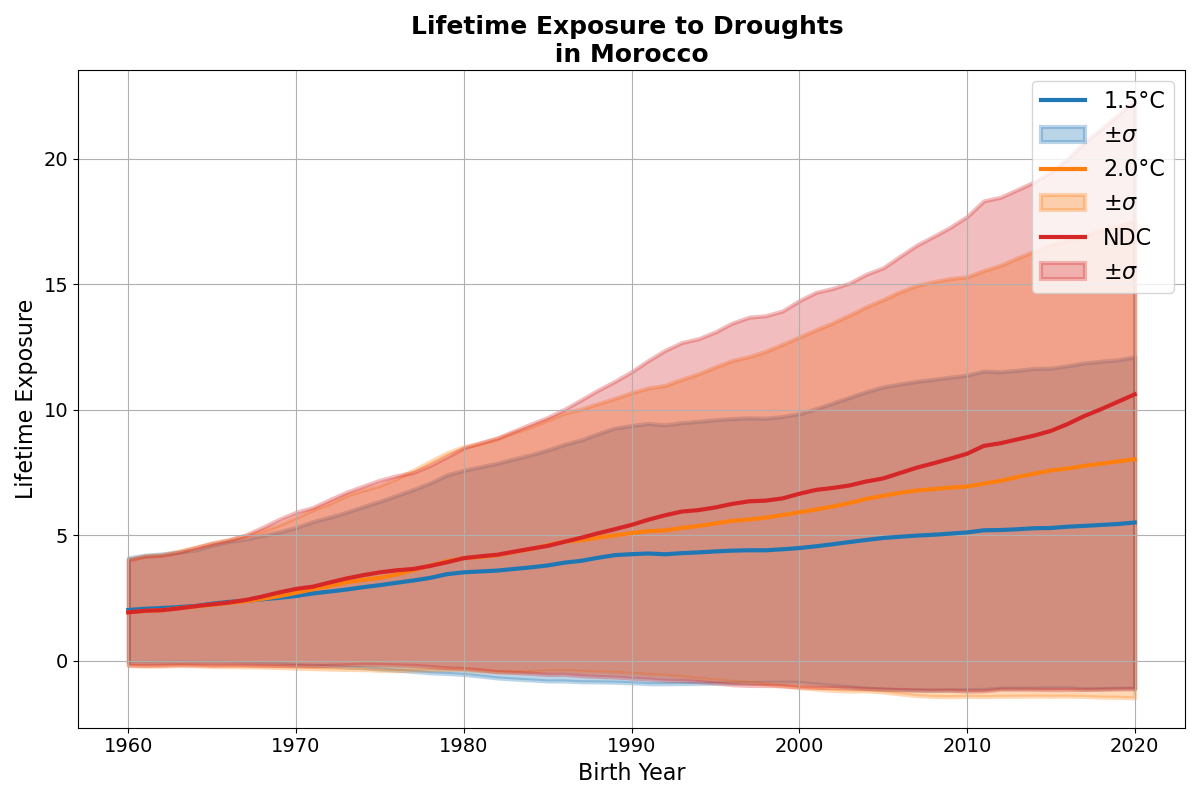 Lifetime Exposure to Droughts
in Morocco
Lifetime Exposure
20
15
10
5
0
1960
1970
1980
1990
2000
2010
2020
Birth Year
1.5°C
±σ
2.0°C
±σ
NDC
±σ